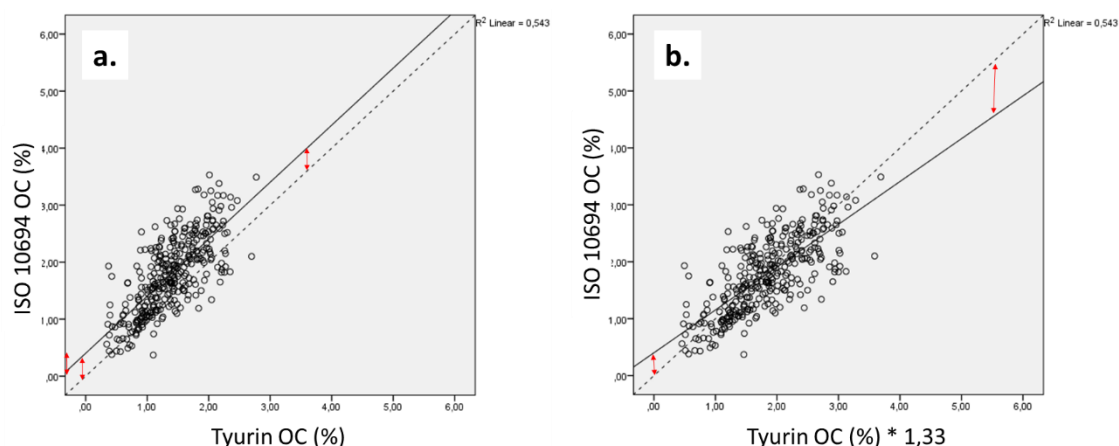 a.
R² Linear = 0,543
6,00
5,00
4,00
3,00
2,00
1,00
,00
ISO 10694 OC (%)
,00 1,00 2,00 3,00 4,00 5,00 6,00
Tyurin OC (%)
b.
R² Linear = 0,543
6,00
5,00
,00
3,00
2,00
1,00
,00
ISO 10694 OC (%)
,00 1,00 2,00 3,00 4,00 5,00 6,00
Tyurin OC (%) * 1,33